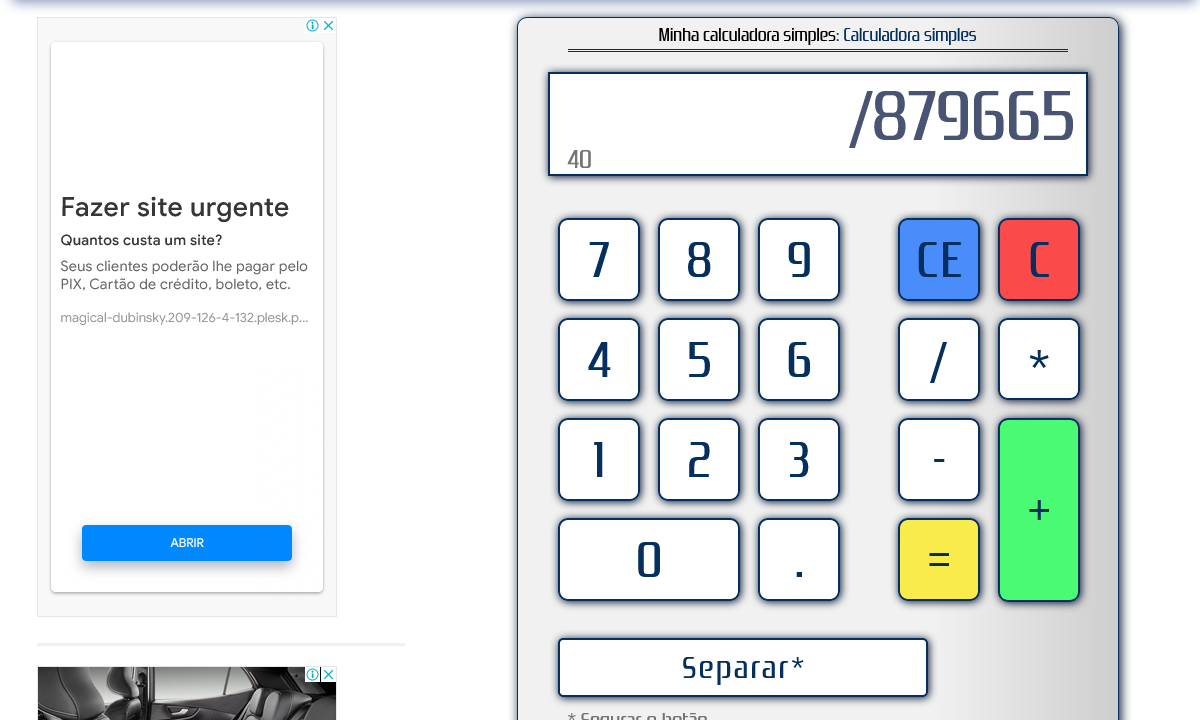 Fazer site urgente
Quantos custa um site?
Seus clientes poderão lhe pagar pelo
PIX, Cartão de crédito, boleto, etc.
magical-dubinsky.209-126-4-132.plesk.p...
ABRIR
Minha calculadora simples: Calculadora simples
/879665
40
7 8 9 CE C
4 5 6 / *
1 2 3 -
+
0 . =
Separar*
* Segurar o botão